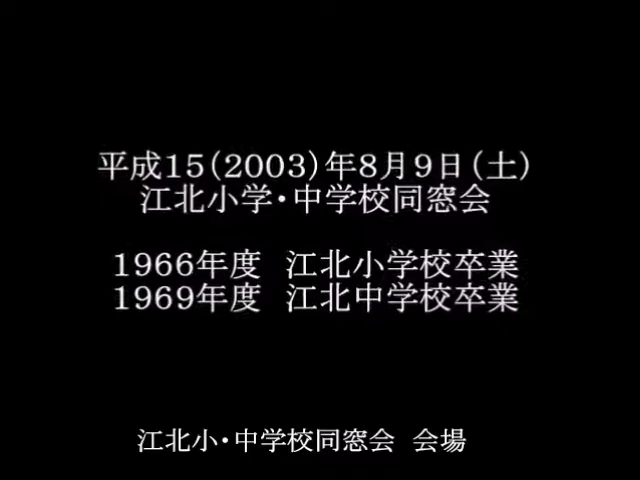 平成15(2003)年8月9日(土)
江北小学・中学校同窓会
1966年度　江北小学校卒業
1969年度　江北中学校卒業
江北小・中学校同窓会　会場